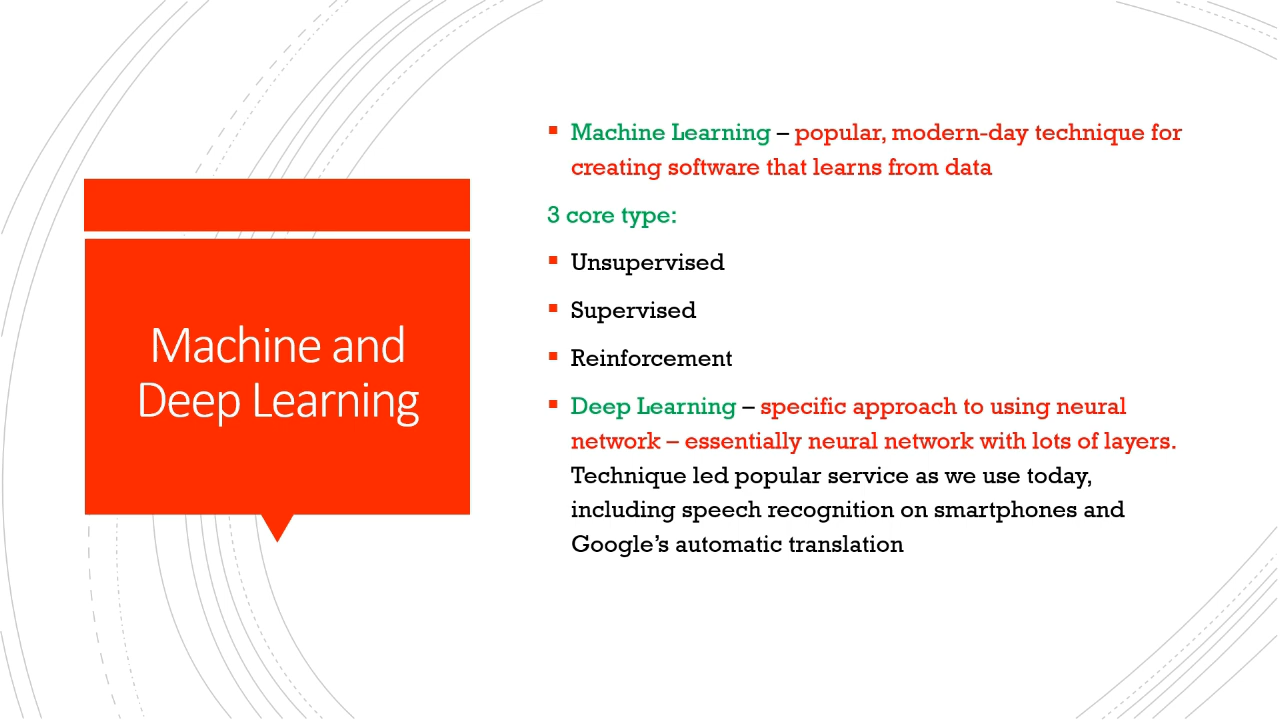 Machine and
Deep Learning
Machine Learning – popular, modern-day technique for
creating software that learns from data
3 core type:
Unsupervised
Supervised
Reinforcement
Deep Learning – specific approach to using neural
network – essentially neural network with lots of layers.
Technique led popular service as we use today,
including speech recognition on smartphones and
Google’s automatic translation